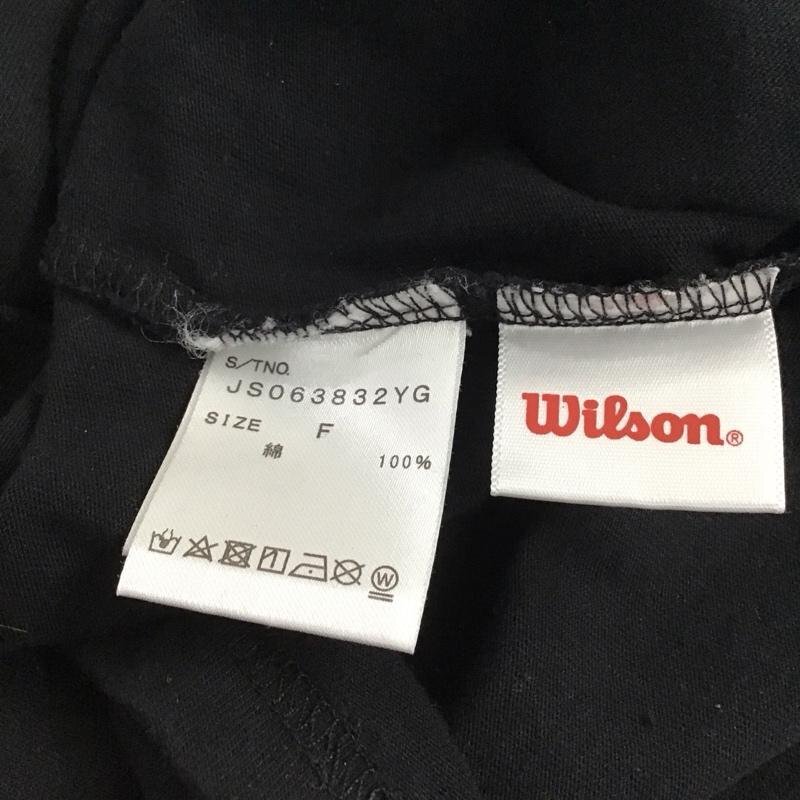 S/TNO.
JS063832YG
SIZE F
綿 100%
W
Wilson®